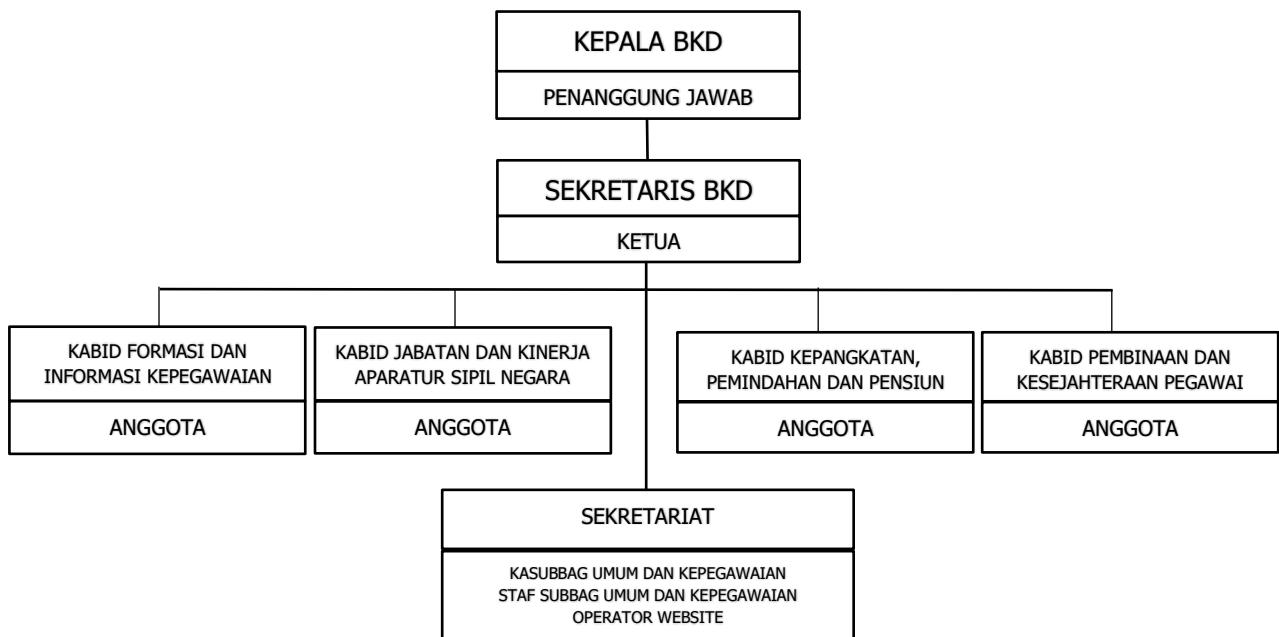 KEPALA BKD
PENANGGUNG JAWAB
SEKRETARIS BKD
KETUA
KABID FORMASI DAN
INFORMASI KEPEGAWAIAN
ANGGOTA
KABID JABATAN DAN KINERJA
APARATUR SIPIL NEGARA
ANGGOTA
KABID KEPANGKATAN,
PEMINDAHAN DAN PENSIUN
ANGGOTA
KABID PEMBINAAN DAN
KESEJAHTERAAN PEGAWAI
ANGGOTA
SEKRETARIAT
KASUBBAG UMUM DAN KEPEGAWAIAN
STAF SUBBAG UMUM DAN KEPEGAWAIAN
OPERATOR WEBSITE